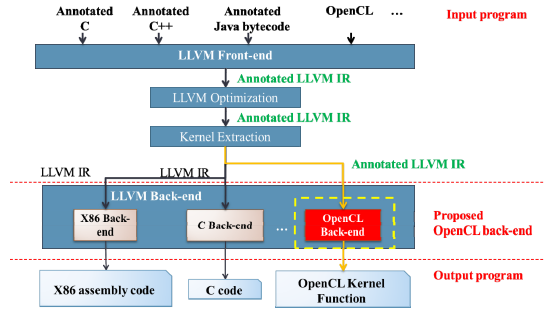 Annotated
C
Annotated
C++
Annotated
Java bytecode
OpenCL
...
Input program
LLVM Front-end
Annotated LLVM IR
LLVM Optimization
Annotated LLVM IR
Kernel Extraction
Annotated LLVM IR
LLVM IR
LLVM IR
LLVM Back-end
X86 Back-
end
C Back-end
...
OpenCL
Back-end
Proposed
OpenCL back-end
Output program
X86 assembly code
C code
OpenCL Kernel
Function